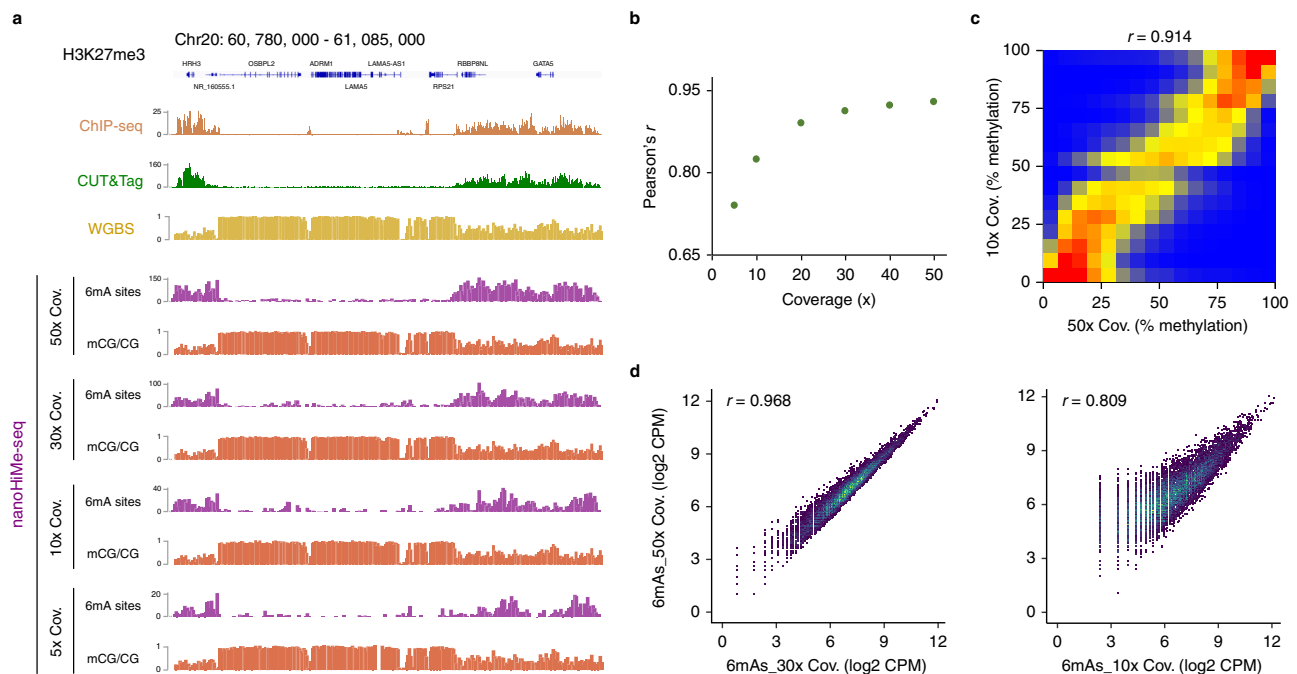 a
H3K27me3
Chr20: 60, 780, 000 - 61, 085, 000
HRH3
OSBPL2
ADRM1
LAMA5-AS1
RBBP8NL
GATA5
NR_160555.1
LAMA5
RPS21
ChIP-seq
25
0
CUT&Tag
160
0
WGBS
1
0
nanoHiMe-seq
50x Cov.
6mA sites
150
0
mCG/CG
1
0
30x Cov.
6mA sites
100
0
mCG/CG
1
0
10x Cov.
6mA sites
40
0
mCG/CG
1
0
5x Cov.
6mA sites
20
0
mCG/CG
1
0
b
Pearson's r
0.95
0.80
0.65
0 10 20 30 40 50
Coverage (x)
c
r = 0.914
10x Cov. (% methylation)
100
75
50
25
0
0 25 50 75 100
50x Cov. (% methylation)
d
r = 0.968
6mAs_50x Cov. (log2 CPM)
12
9
6
3
0
0 3 6 9 12
6mAs_30x Cov. (log2 CPM)
r = 0.809
12
9
6
3
0
0 3 6 9 12
6mAs_10x Cov. (log2 CPM)